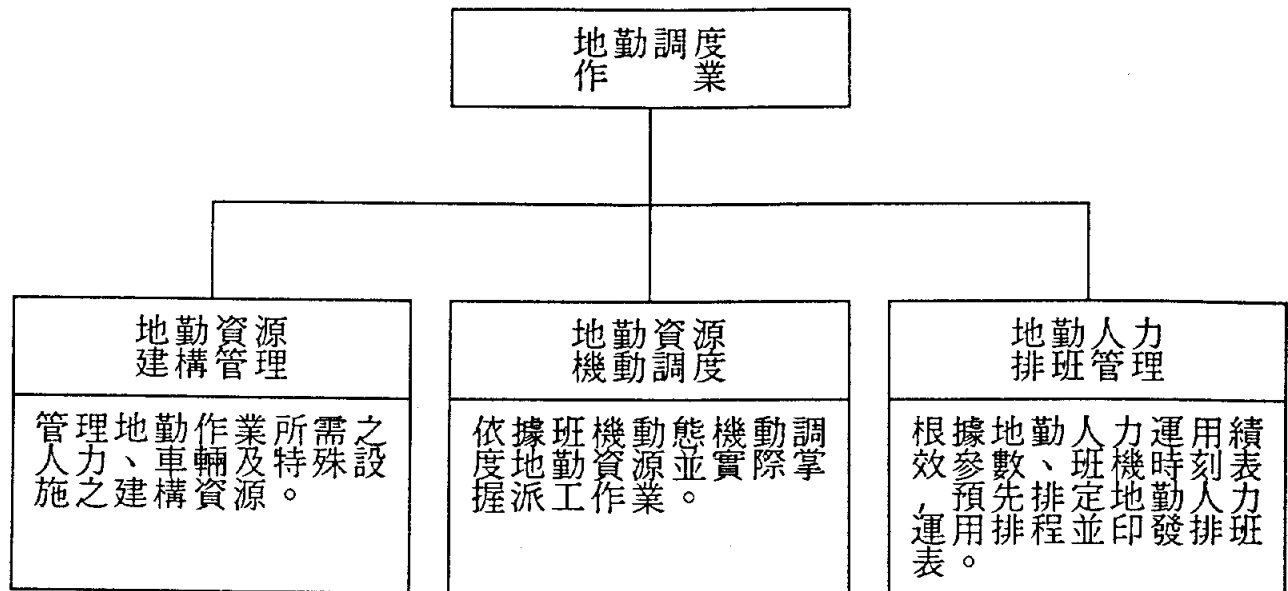 地勤調度
作業
地勤資源
建構管理
管理地勤作業所需之
人力、車輛及特殊設
施之建構資源。
地勤資源
機動調度
依據班機動態機動調
度地勤資源並實際掌
握派工作業。
地勤人力
排班管理
根據地勤人力運用績
效參數、班機時刻表
,預先排定地勤人力
運用排程並印發排班
表。